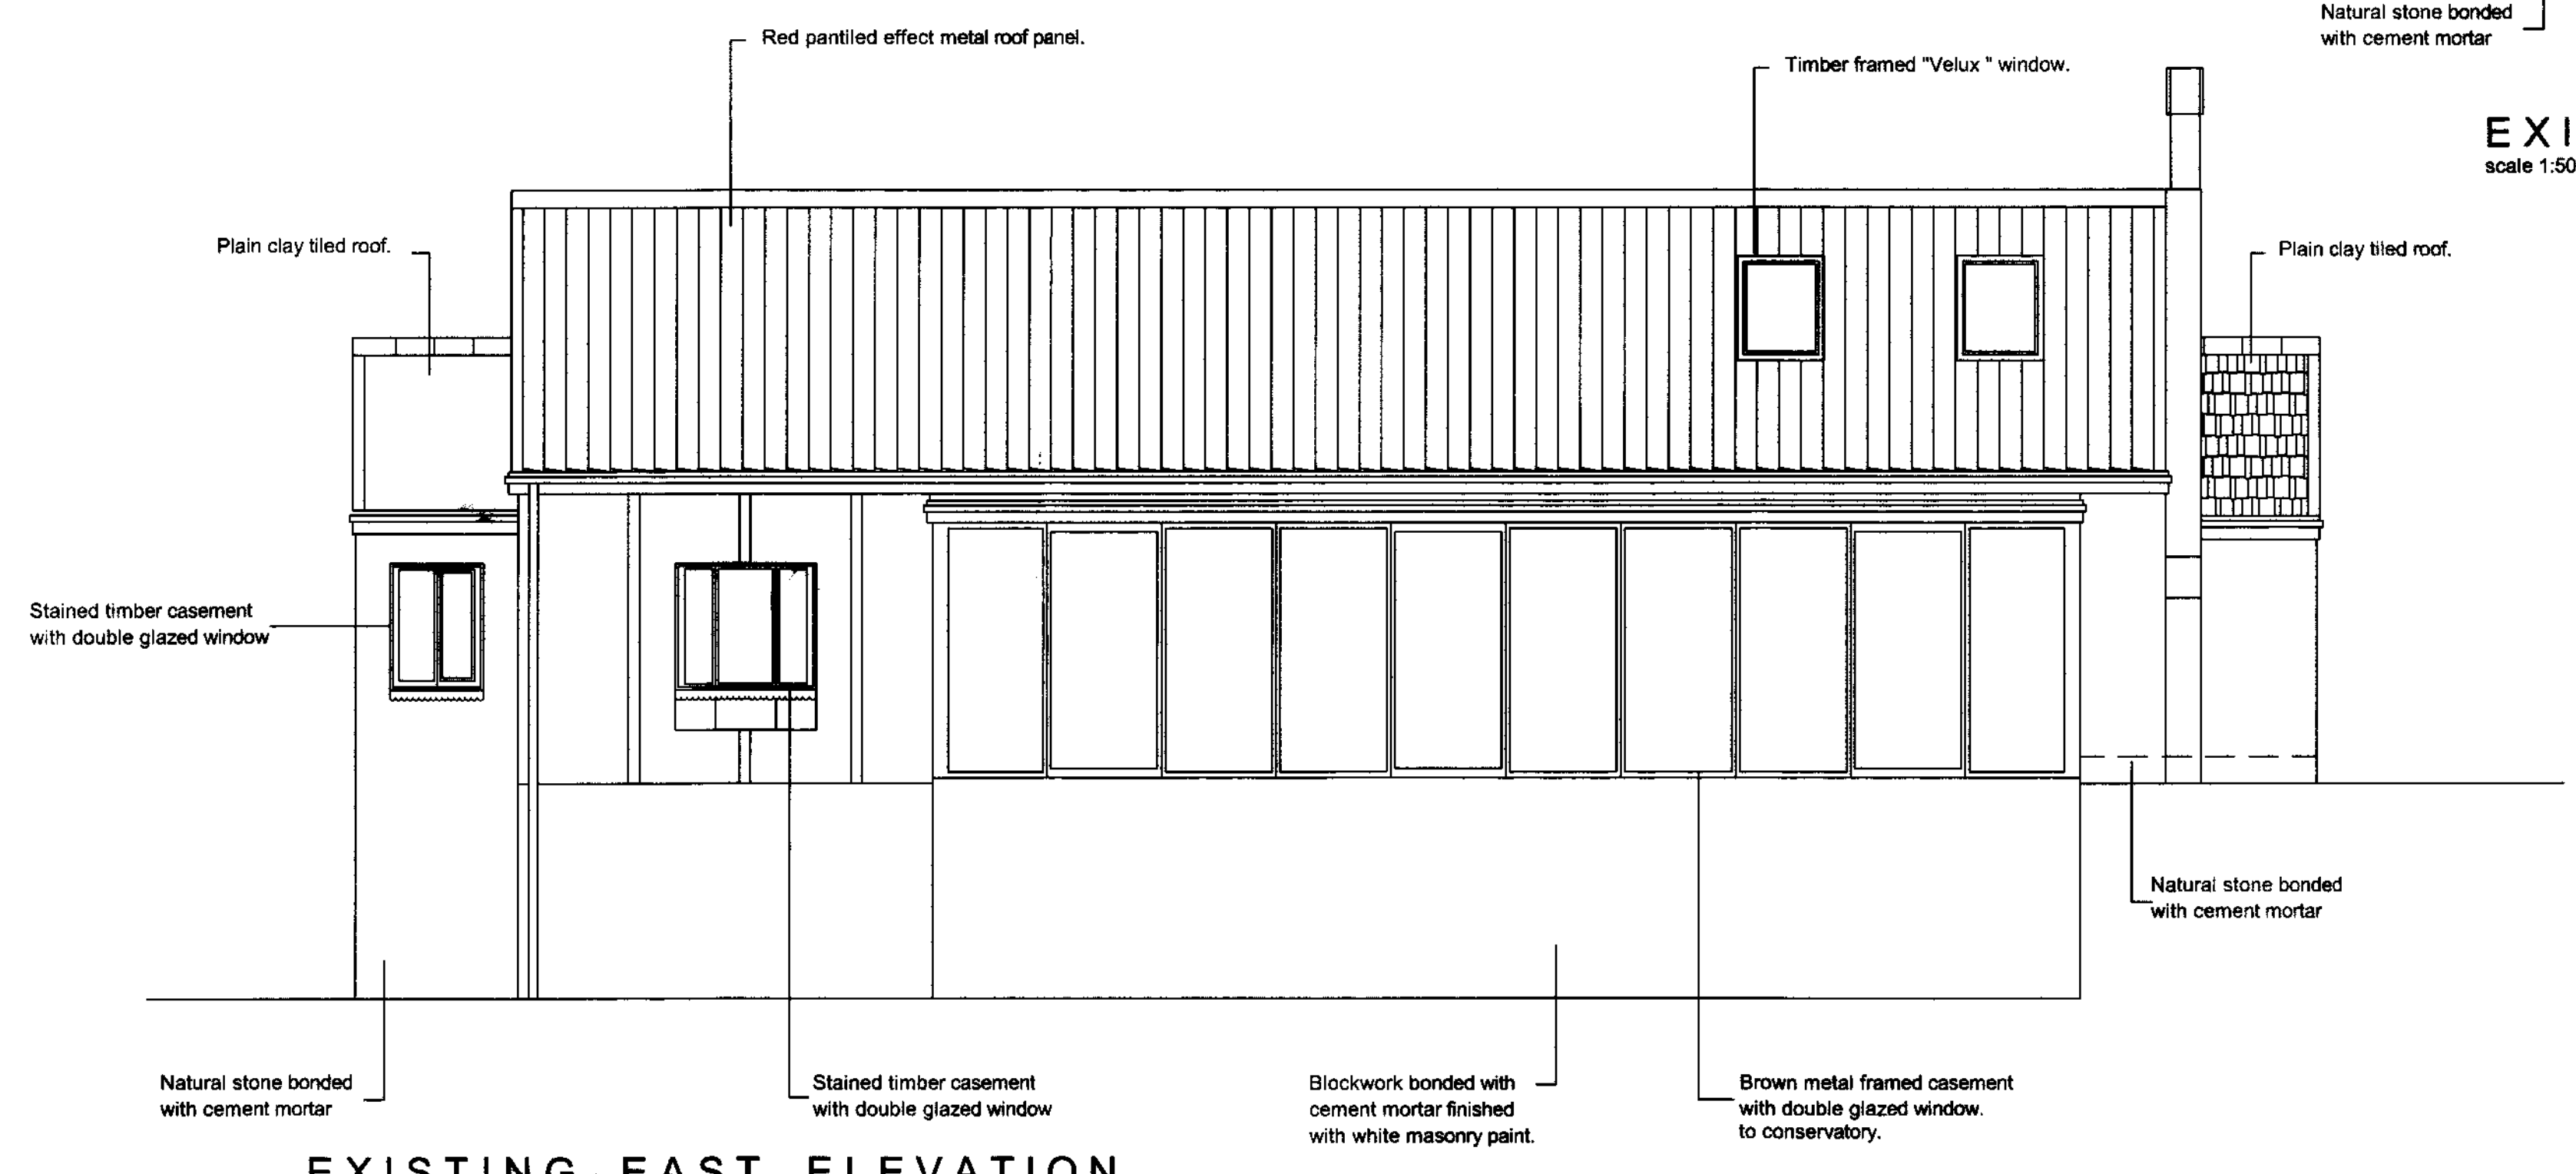 Natural stone bonded
with cement mortar
Red pantiled effect metal roof panel.
Timber framed "Velux " window.
EXI
scale 1:50
Plain clay tiled roof.
Plain clay tiled roof.
Stained timber casement
with double glazed window
Natural stone bonded
with cement mortar
Natural stone bonded
with cement mortar
Stained timber casement
with double glazed window
Blockwork bonded with
cement mortar finished
with white masonry paint.
Brown metal framed casement
with double glazed window.
to conservatory.
EXISTING EAST ELEVATION